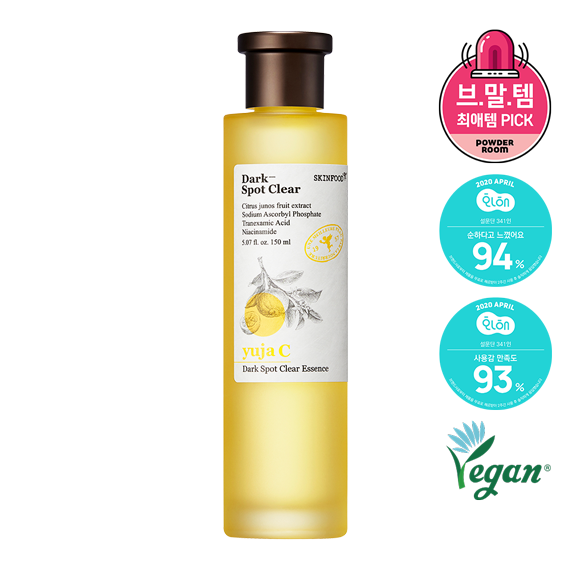 Dark—
Spot Clear
SKINFOOD
Citrus junos fruit extract
Sodium Ascorbyl Phosphate
Tranexamic Acid
Niacinamide
5.07 fl. oz. 150 ml
yuja C
Dark Spot Clear Essence
브.말.템
최애템 PICK
POWDER
ROOM
2020 APRIL
설문단 341인
순하다고 느꼈어요
94%
2020 APRIL
설문단 341인
사용감 만족도
93%
Vegan®